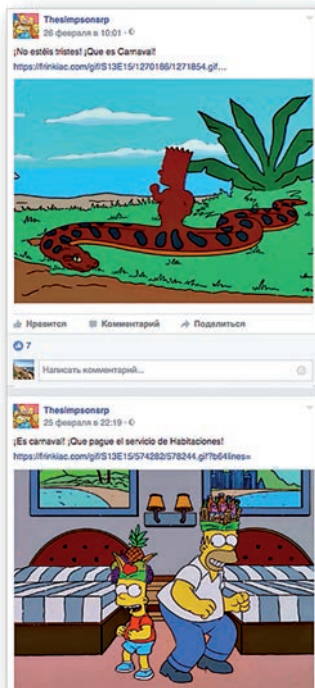 Thesimpsonsrp
26 февраля в 10:01
¡No estéis tristes! ¡Que es Carnaval!
https://frinkiac.com/gif/S13E15/1270186/1271854.gif...
Нравится Комментарий Поделиться
7
Написать комментарий...
Thesimpsonsrp
25 февраля в 22:19
¡Es carnaval! ¡Que pague el servicio de Habitaciones!
https://frinkiac.com/gif/S13E15/574282/578244.gif?b64lines=